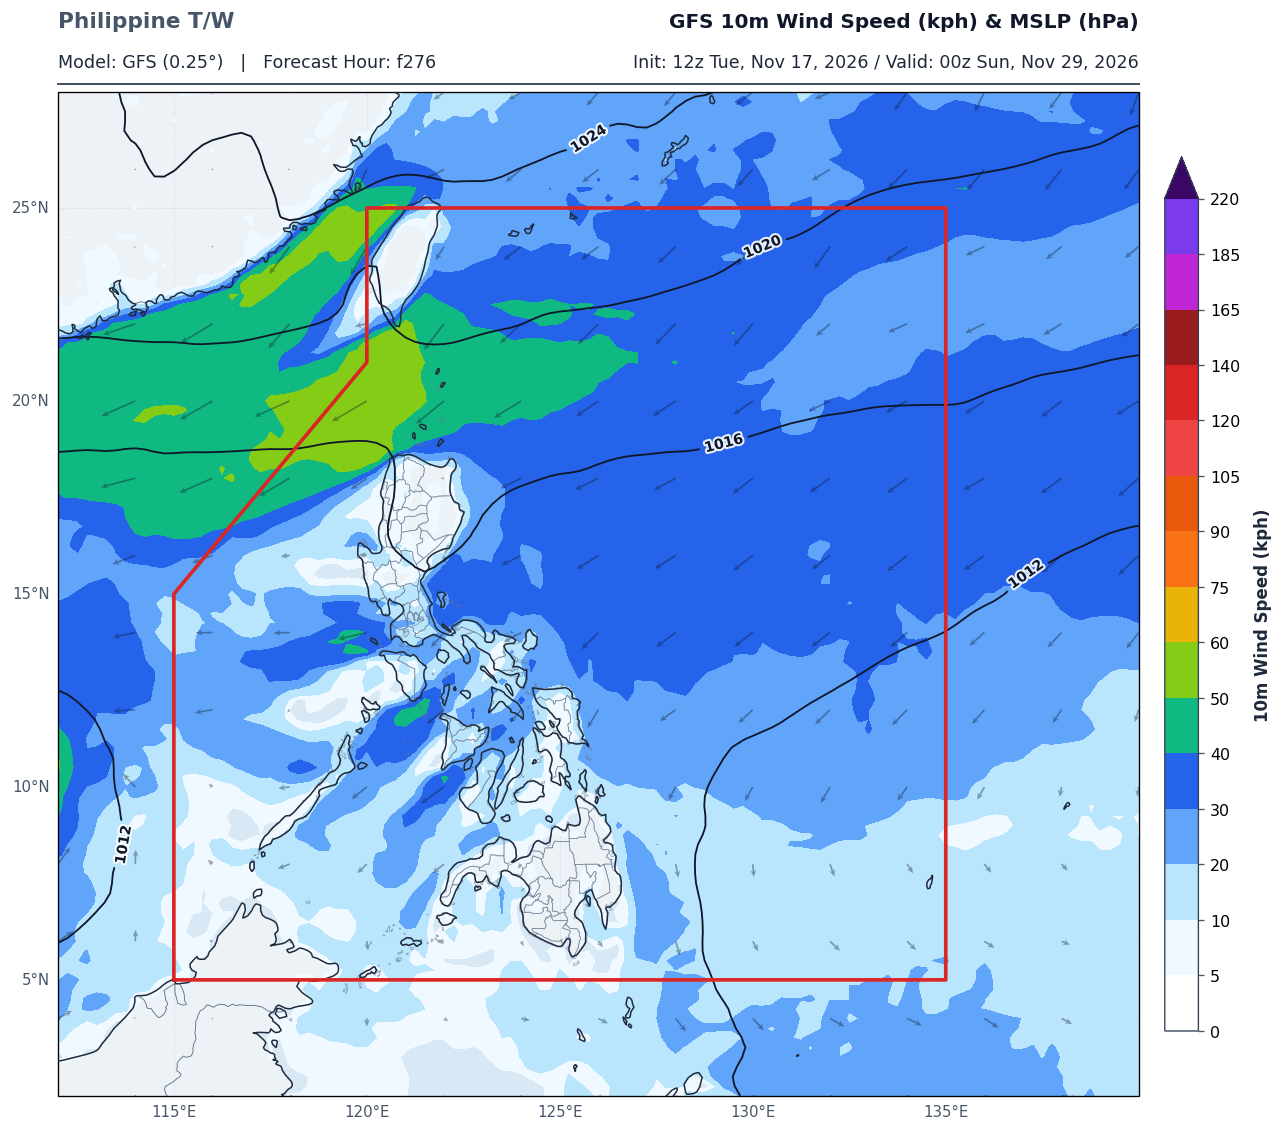 Philippine T/W
GFS 10m Wind Speed (kph) & MSLP (hPa)
Model: GFS (0.25°)   |   Forecast Hour: f276
Init: 12z Tue, Nov 17, 2026 / Valid: 00z Sun, Nov 29, 2026
1024
1020
1016
1012
1012
25°N
20°N
15°N
10°N
5°N
115°E
120°E
125°E
130°E
135°E
220
185
165
140
120
105
90
75
60
50
40
30
20
10
5
0
10m Wind Speed (kph)